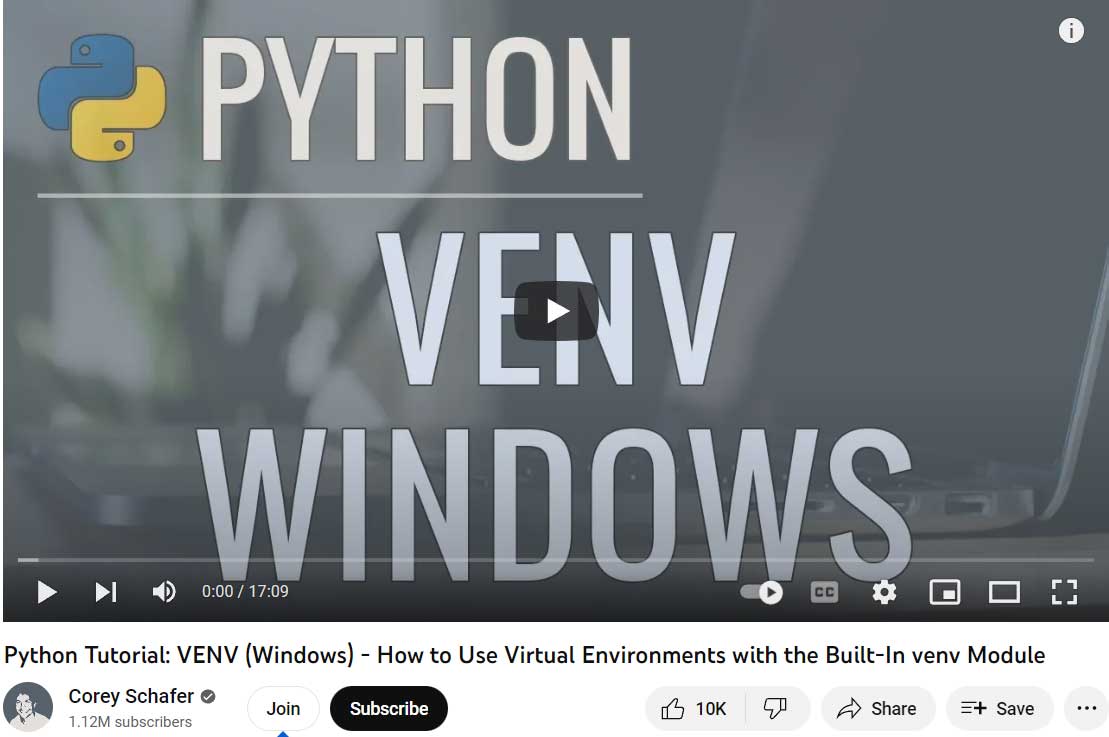 PYTHON
VENV
WINDOWS
0:00 / 17:09
CC
Python Tutorial: VENV (Windows) - How to Use Virtual Environments with the Built-In venv Module
Corey Schafer
1.12M subscribers
Join
Subscribe
10K
Share
Save